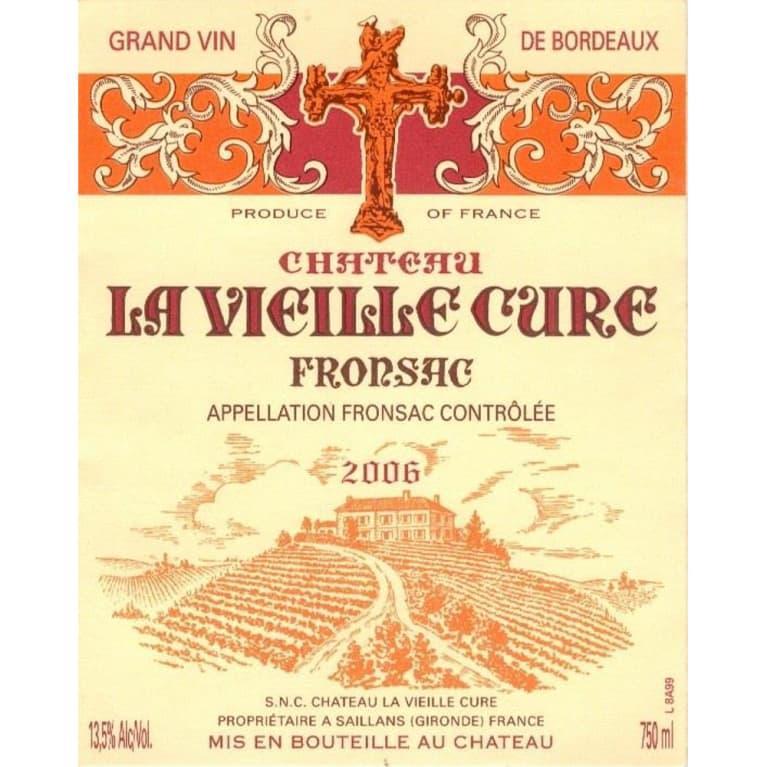 GRAND VIN DE BORDEAUX
PRODUCE OF FRANCE
CHATEAU
LA VIEILLE CURE
FRONSAC
APPELLATION FRONSAC CONTRÔLÉE
2006
S.N.C. CHATEAU LA VIEILLE CURE
PROPRIÉTAIRE A SAILLANS (GIRONDE) FRANCE
MIS EN BOUTEILLE AU CHATEAU
13,5% Alc/Vol.
750 ml
L 8A99